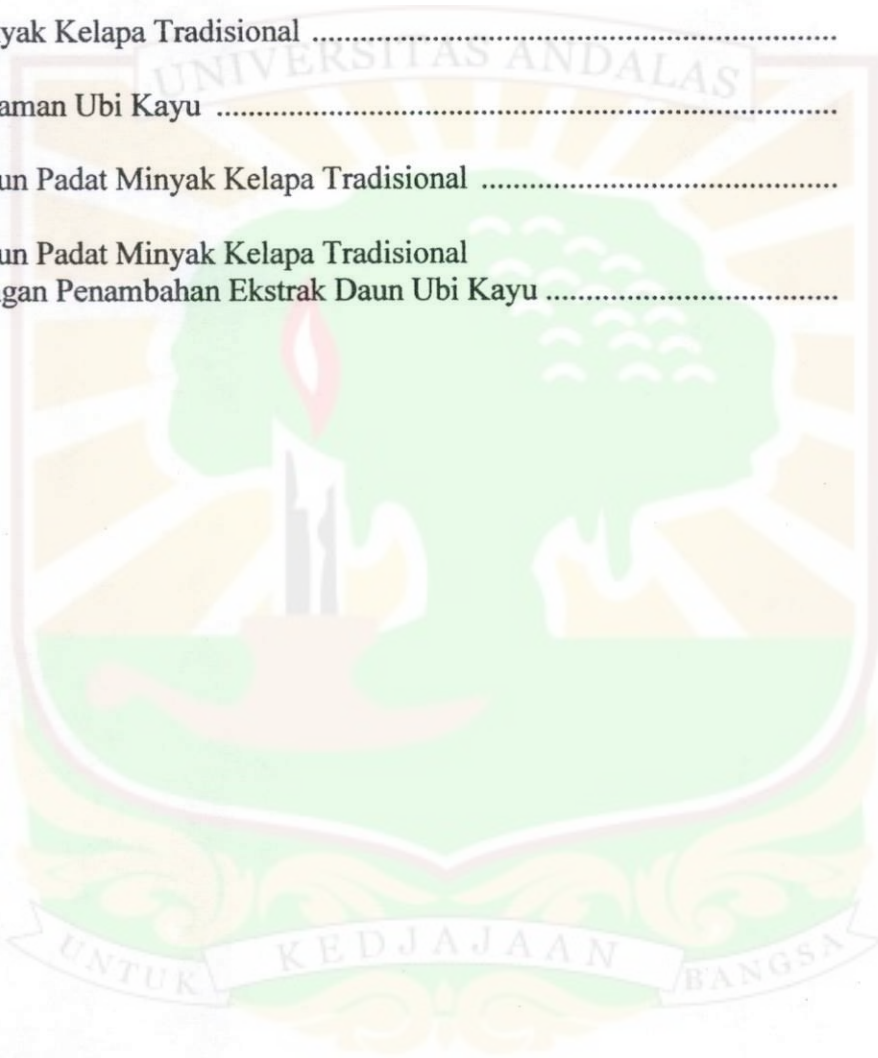 yak Kelapa Tradisional ..................................................................
UNIVERSITAS ANDALAS
aman Ubi Kayu ..............................................................................
un Padat Minyak Kelapa Tradisional .............................................
un Padat Minyak Kelapa Tradisional
gan Penambahan Ekstrak Daun Ubi Kayu .....................................
UNTUK KEDJAJAAN BANGSA